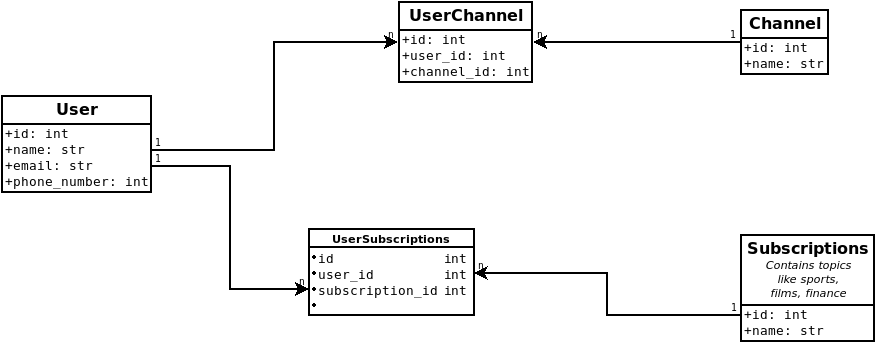 UserChannel
+id: int
+user_id: int
+channel_id: int
n
n
1
Channel
+id: int
+name: str
User
+id: int
+name: str
+email: str
+phone_number: int
1
1
UserSubscriptions
id int
user_id int
subscription_id int
n
n
1
Subscriptions
Contains topics
like sports,
films, finance
+id: int
+name: str